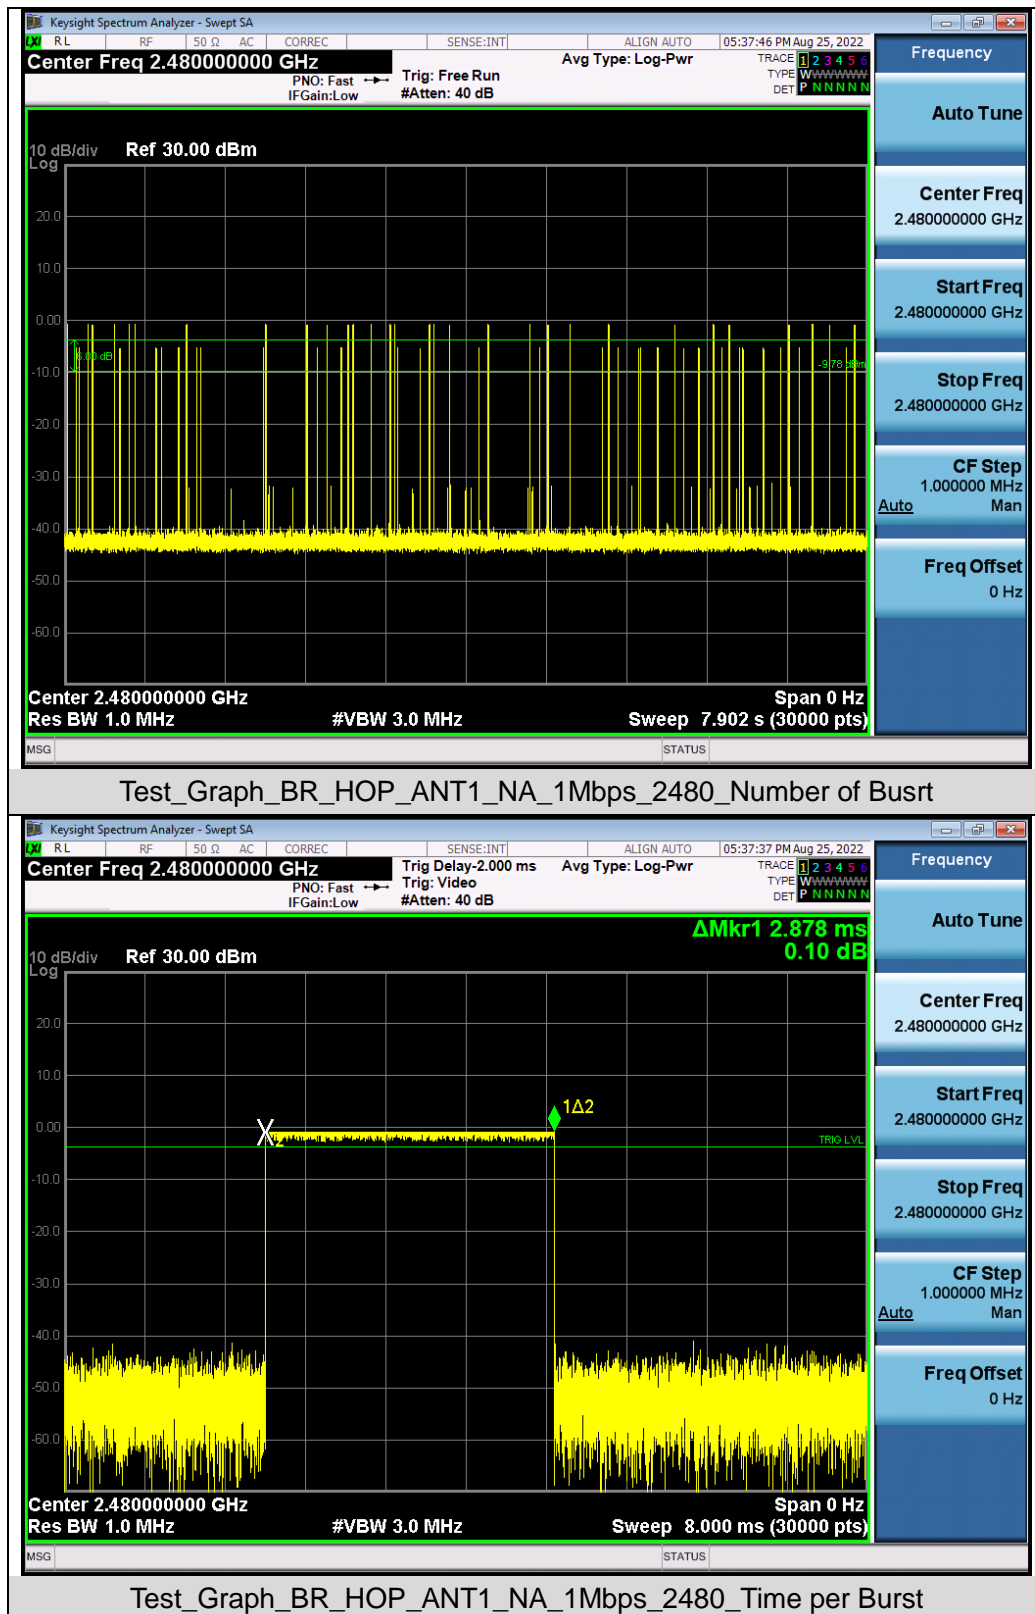 Keysight Spectrum Analyzer - Swept SA
LXI RL RF 50 Ω AC CORREC SENSE:INT ALIGN AUTO 05:37:46 PM Aug 25, 2022
Center Freq 2.480000000 GHz
PNO: Fast
IFGain:Low
Trig: Free Run
#Atten: 40 dB
Avg Type: Log-Pwr
TRACE 1 2 3 4 5 6
TYPE WWWWWW
DET P N N N N N
10 dB/div
Log
Ref 30.00 dBm
20.0
10.0
0.00
6.00 dB
-9.78 dBm
-10.0
-20.0
-30.0
-40.0
-50.0
-60.0
Center 2.480000000 GHz Span 0 Hz
Res BW 1.0 MHz #VBW 3.0 MHz Sweep 7.902 s (30000 pts)
MSG STATUS
Frequency
Auto Tune
Center Freq
2.480000000 GHz
Start Freq
2.480000000 GHz
Stop Freq
2.480000000 GHz
CF Step
1.000000 MHz
Auto Man
Freq Offset
0 Hz
Test_Graph_BR_HOP_ANT1_NA_1Mbps_2480_Number of Busrt
Keysight Spectrum Analyzer - Swept SA
LXI RL RF 50 Ω AC CORREC SENSE:INT ALIGN AUTO 05:37:37 PM Aug 25, 2022
Center Freq 2.480000000 GHz
PNO: Fast
IFGain:Low
Trig Delay-2.000 ms
Trig: Video
#Atten: 40 dB
Avg Type: Log-Pwr
TRACE 1 2 3 4 5 6
TYPE WWWWWW
DET P N N N N N
ΔMkr1 2.878 ms
0.10 dB
10 dB/div
Log
Ref 30.00 dBm
20.0
10.0
0.00
1Δ2
X2
TRIG LVL
-10.0
-20.0
-30.0
-40.0
-50.0
-60.0
Center 2.480000000 GHz Span 0 Hz
Res BW 1.0 MHz #VBW 3.0 MHz Sweep 8.000 ms (30000 pts)
MSG STATUS
Frequency
Auto Tune
Center Freq
2.480000000 GHz
Start Freq
2.480000000 GHz
Stop Freq
2.480000000 GHz
CF Step
1.000000 MHz
Auto Man
Freq Offset
0 Hz
Test_Graph_BR_HOP_ANT1_NA_1Mbps_2480_Time per Burst